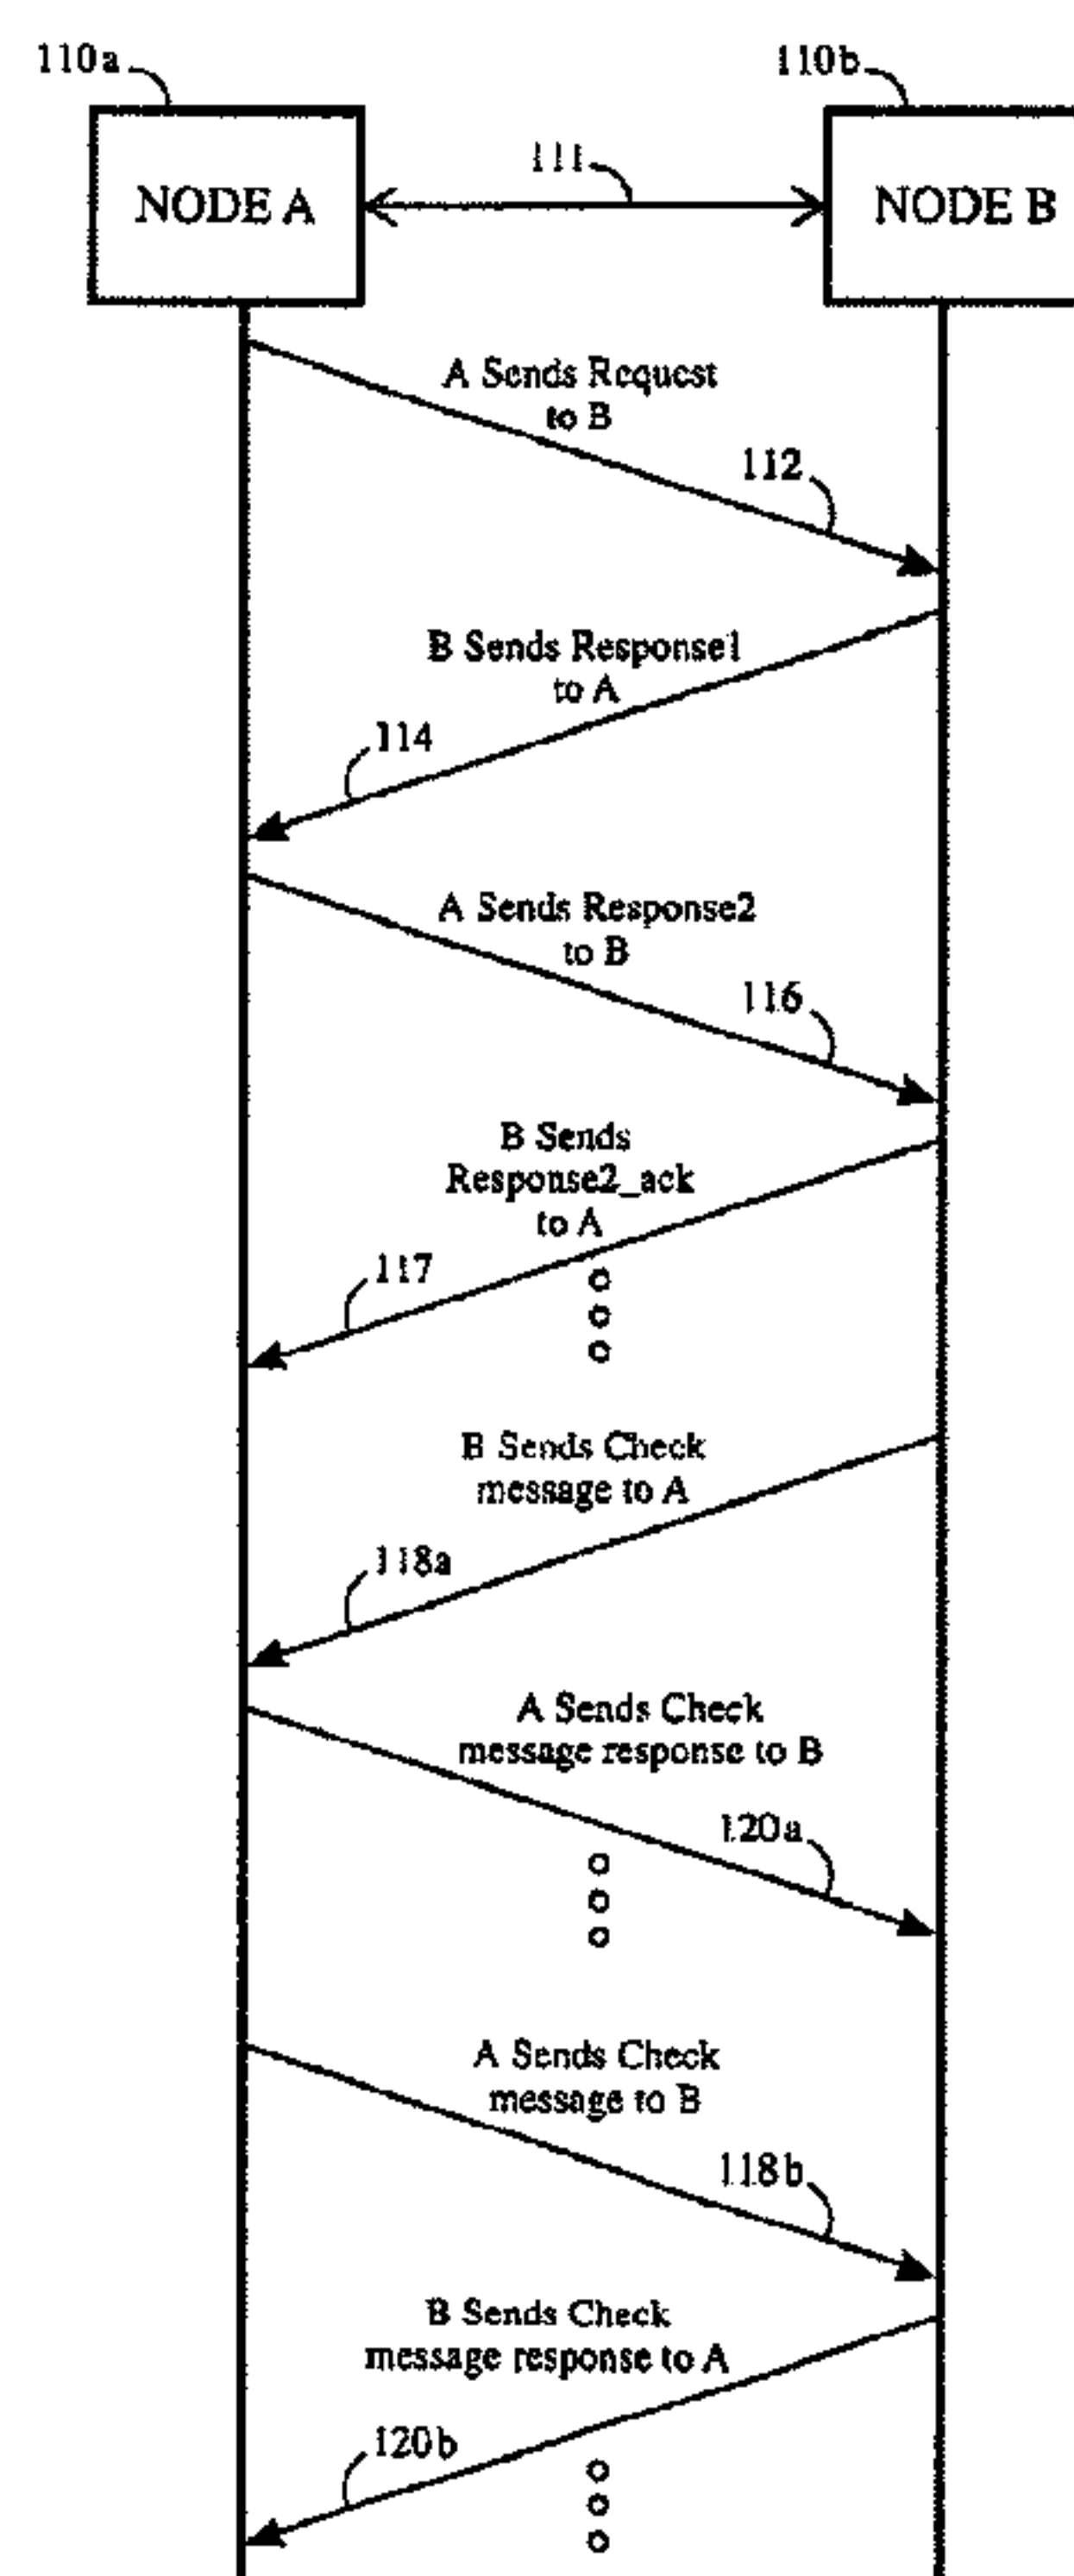 110a
110b
111
NODE A
NODE B
A Sends Request
to B
112
B Sends Response1
to A
114
A Sends Response2
to B
116
B Sends
Response2_ack
to A
117
B Sends Check
message to A
118a
A Sends Check
message response to B
120a
A Sends Check
message to B
118b
B Sends Check
message response to A
120b